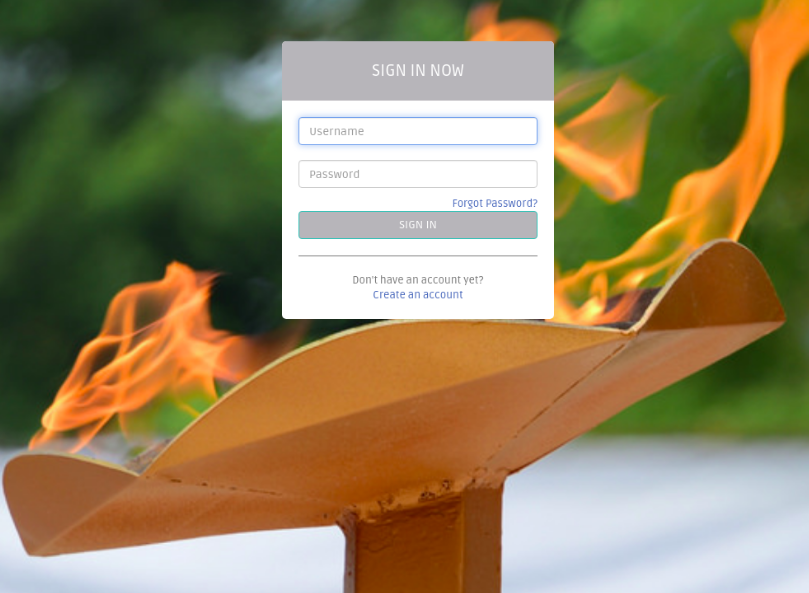 SIGN IN NOW
Username
Password
Forgot Password?
SIGN IN
Don't have an account yet?
Create an account